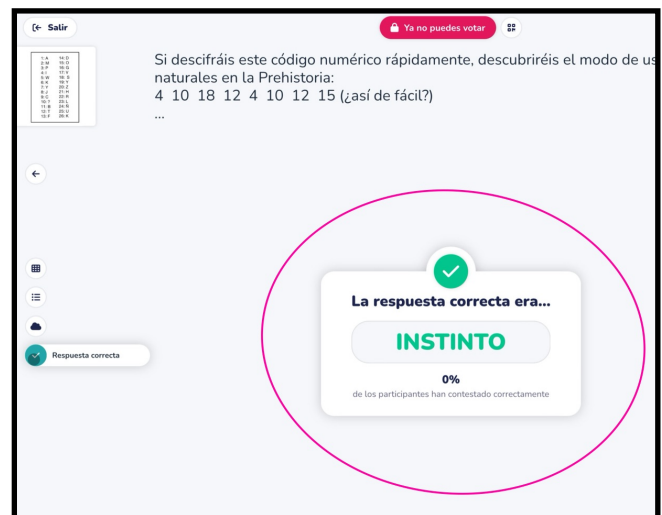 Salir
Ya no puedes votar
Si descifráis este código numérico rápidamente, descubriréis el modo de us
naturales en la Prehistoria:
4 10 18 12 4 10 12 15 (¿así de fácil?)
...
La respuesta correcta era...
INSTINTO
0%
de los participantes han contestado correctamente
Respuesta correcta